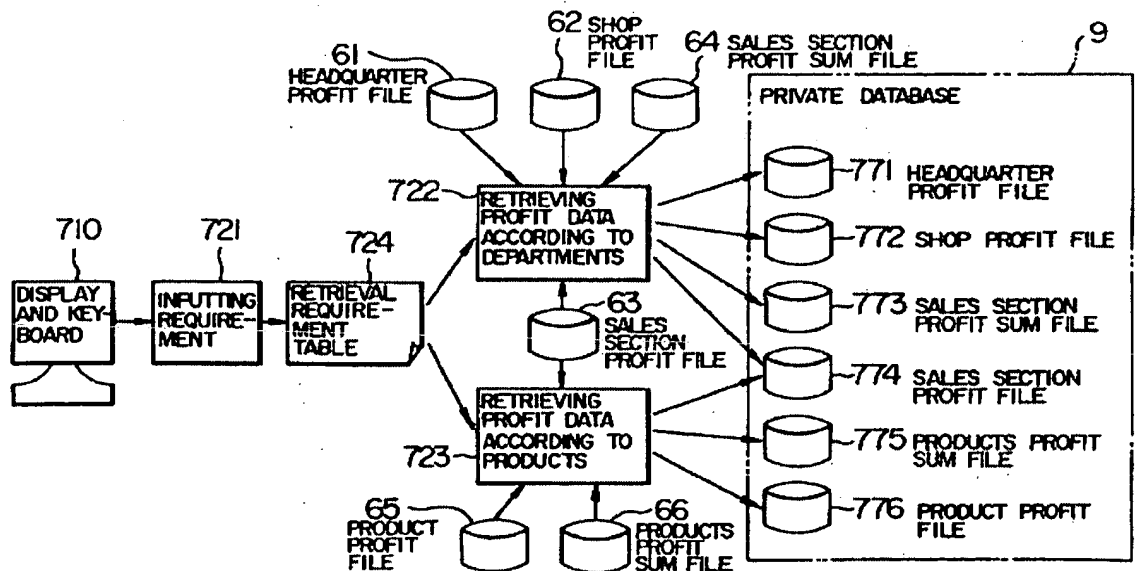 61
HEADQUARTER
PROFIT FILE
62
SHOP
PROFIT
FILE
64
SALES SECTION
PROFIT SUM FILE
9
PRIVATE DATABASE
710
DISPLAY
AND KEY-
BOARD
721
INPUTTING
REQUIRE-
MENT
724
RETRIEVAL
REQUIRE-
MENT
TABLE
722
RETRIEVING
PROFIT DATA
ACCORDING TO
DEPARTMENTS
63
SALES
SECTION
PROFIT FILE
723
RETRIEVING
PROFIT DATA
ACCORDING TO
PRODUCTS
65
PRODUCT
PROFIT
FILE
66
PRODUCTS
PROFIT
SUM FILE
771
HEADQUARTER
PROFIT FILE
772
SHOP PROFIT FILE
773
SALES SECTION
PROFIT SUM FILE
774
SALES SECTION
PROFIT FILE
775
PRODUCTS PROFIT
SUM FILE
776
PRODUCT PROFIT
FILE